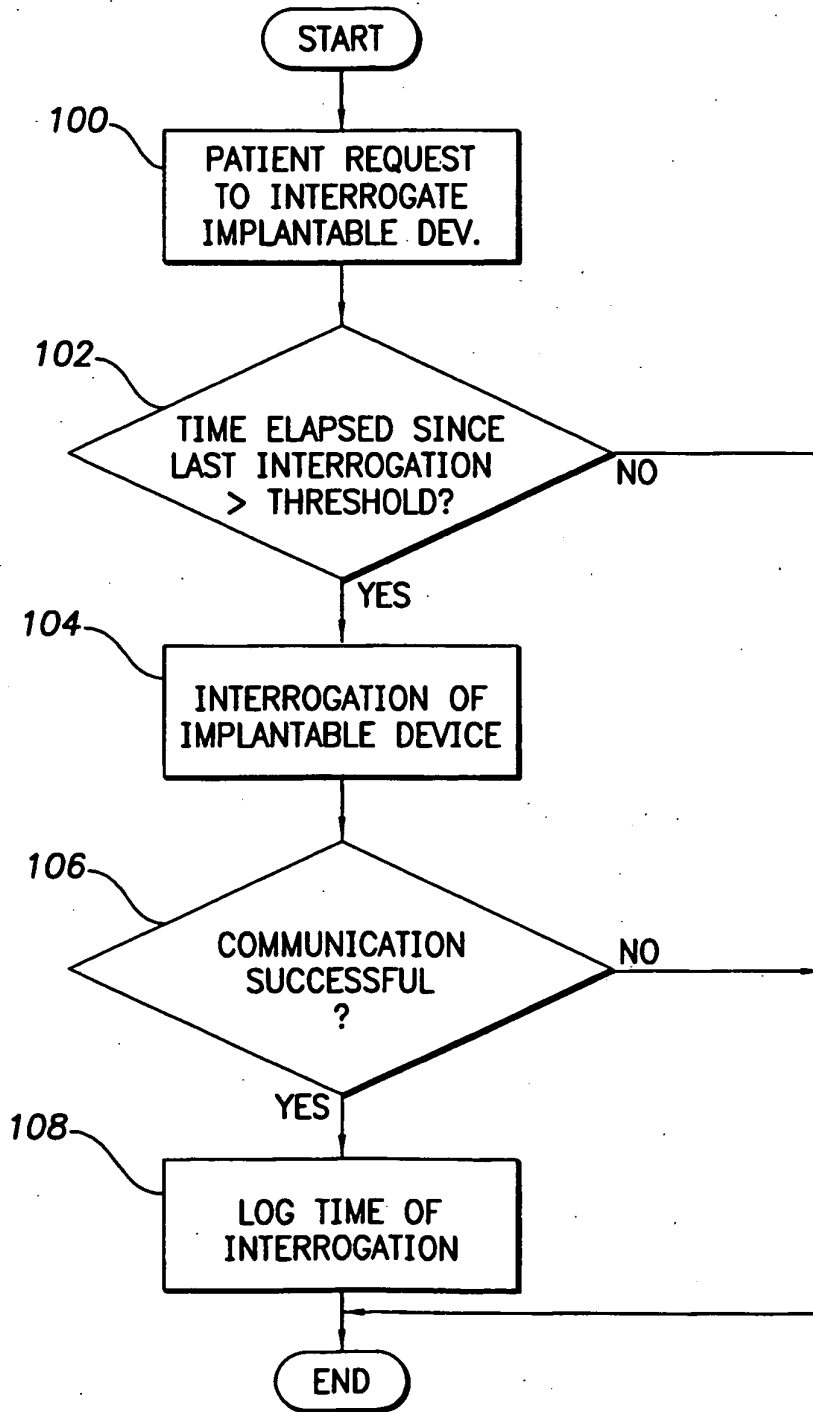 START
100
PATIENT REQUEST
TO INTERROGATE
IMPLANTABLE DEV.
102
TIME ELAPSED SINCE
LAST INTERROGATION
> THRESHOLD?
NO
YES
104
INTERROGATION OF
IMPLANTABLE DEVICE
106
COMMUNICATION
SUCCESSFUL
?
NO
YES
108
LOG TIME OF
INTERROGATION
END